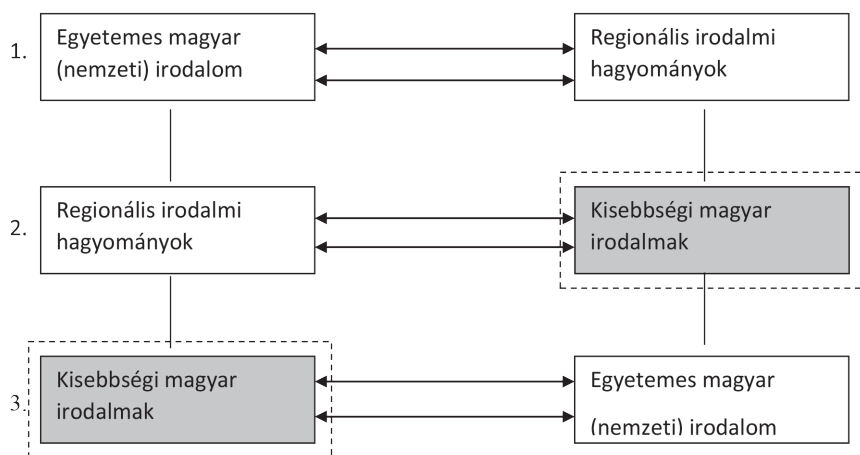 1.
Egyetemes magyar
(nemzeti) irodalom
Regionális irodalmi
hagyományok
2.
Regionális irodalmi
hagyományok
Kisebbségi magyar
irodalmak
3.
Kisebbségi magyar
irodalmak
Egyetemes magyar
(nemzeti) irodalom